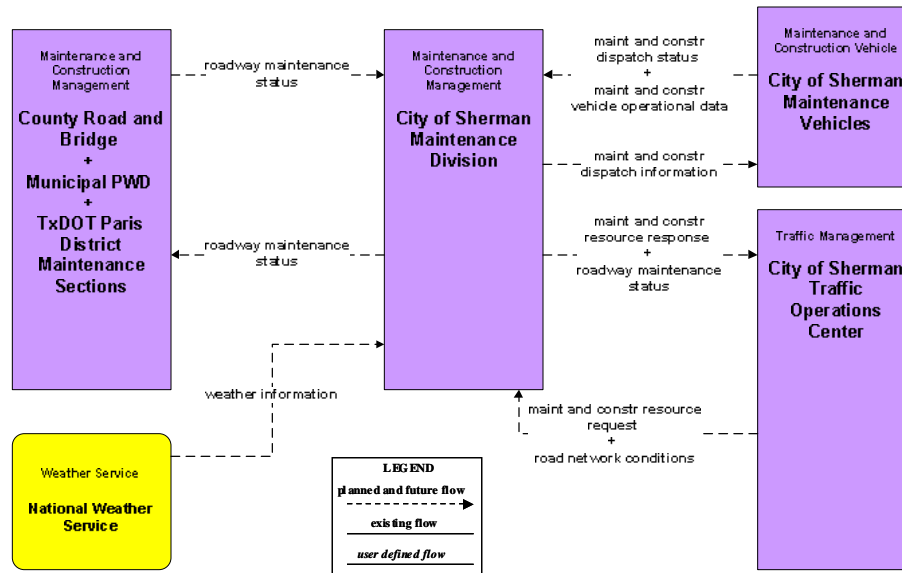 Maintenance and
Construction
Management
County Road and
Bridge
+
Municipal PWD
+
TxDOT Paris
District
Maintenance
Sections
roadway maintenance
status
roadway maintenance
status
weather information
Weather Service
National Weather
Service
Maintenance and
Construction
Management
City of Sherman
Maintenance
Division
maint and constr
dispatch status
+
maint and constr
vehicle operational data
maint and constr
dispatch information
maint and constr
resource response
+
roadway maintenance
status
maint and constr resource
request
+
road network conditions
Maintenance and
Construction Vehicle
City of Sherman
Maintenance
Vehicles
Traffic Management
City of Sherman
Traffic
Operations
Center
LEGEND
planned and future flow
existing flow
user defined flow